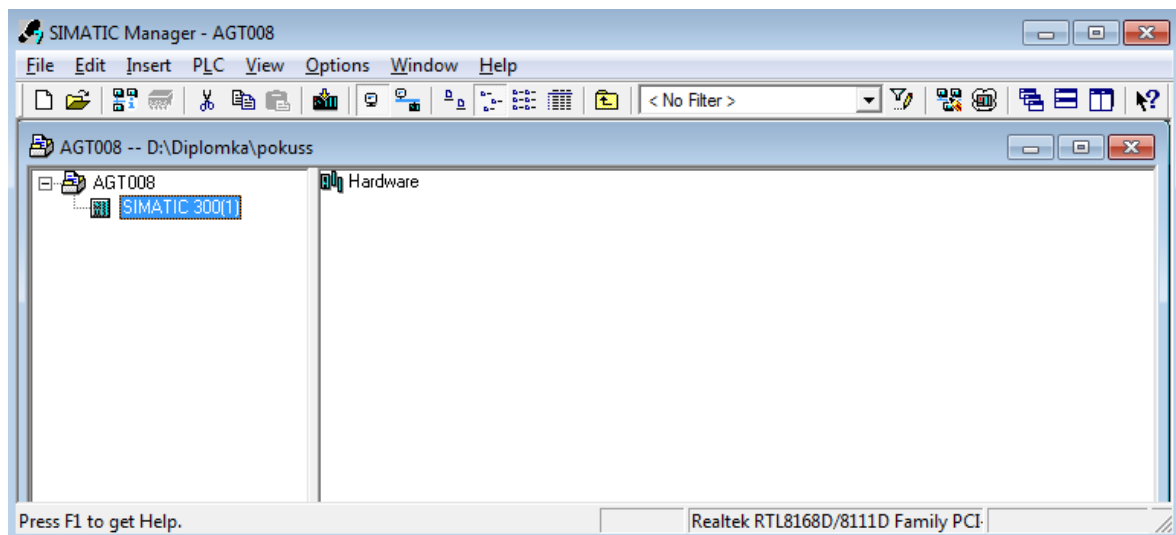 SIMATIC Manager - AGT008
File Edit Insert PLC View Options Window Help
< No Filter >
AGT008 -- D:\Diplomka\pokuss
AGT008
SIMATIC 300(1)
Hardware
Press F1 to get Help.
Realtek RTL8168D/8111D Family PCI-